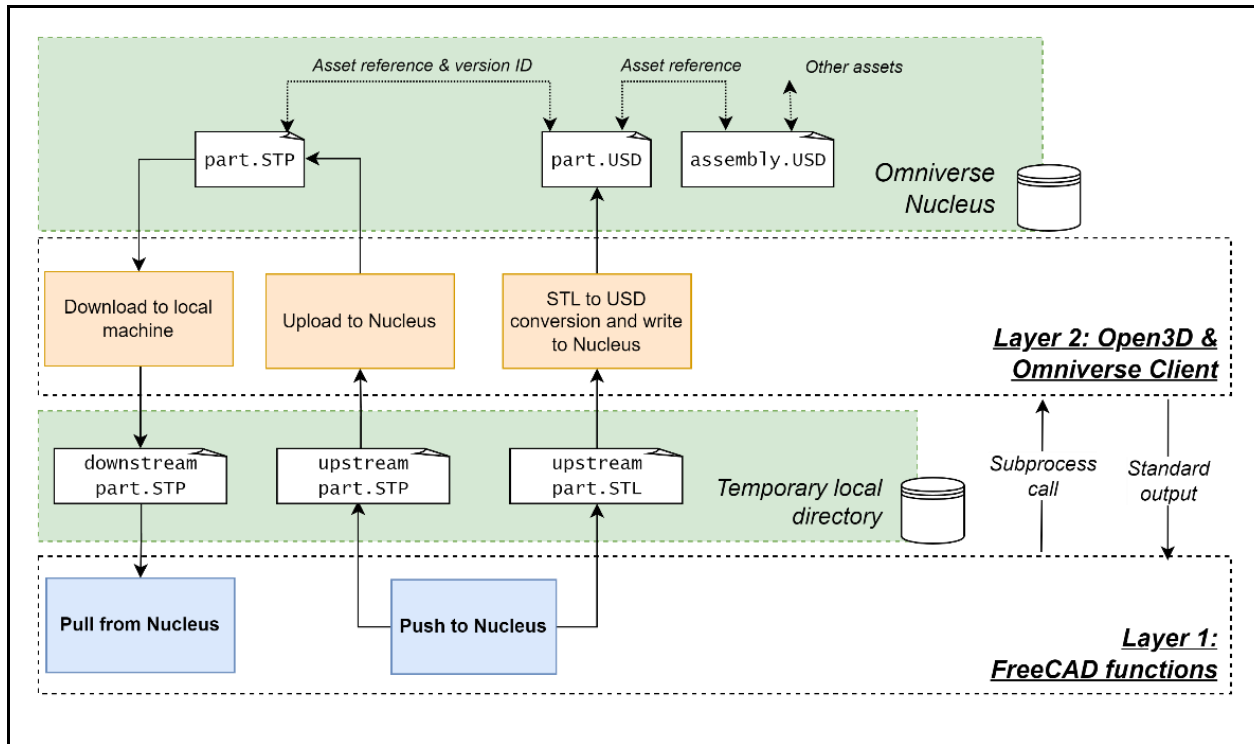 Asset reference & version ID
Asset reference
Other assets
part.STP
part.USD
assembly.USD
Omniverse
Nucleus
Download to local
machine
Upload to Nucleus
STL to USD
conversion and write
to Nucleus
Layer 2: Open3D &
Omniverse Client
downstream
part.STP
upstream
part.STP
upstream
part.STL
Temporary local
directory
Subprocess
call
Standard
output
Pull from Nucleus
Push to Nucleus
Layer 1:
FreeCAD functions